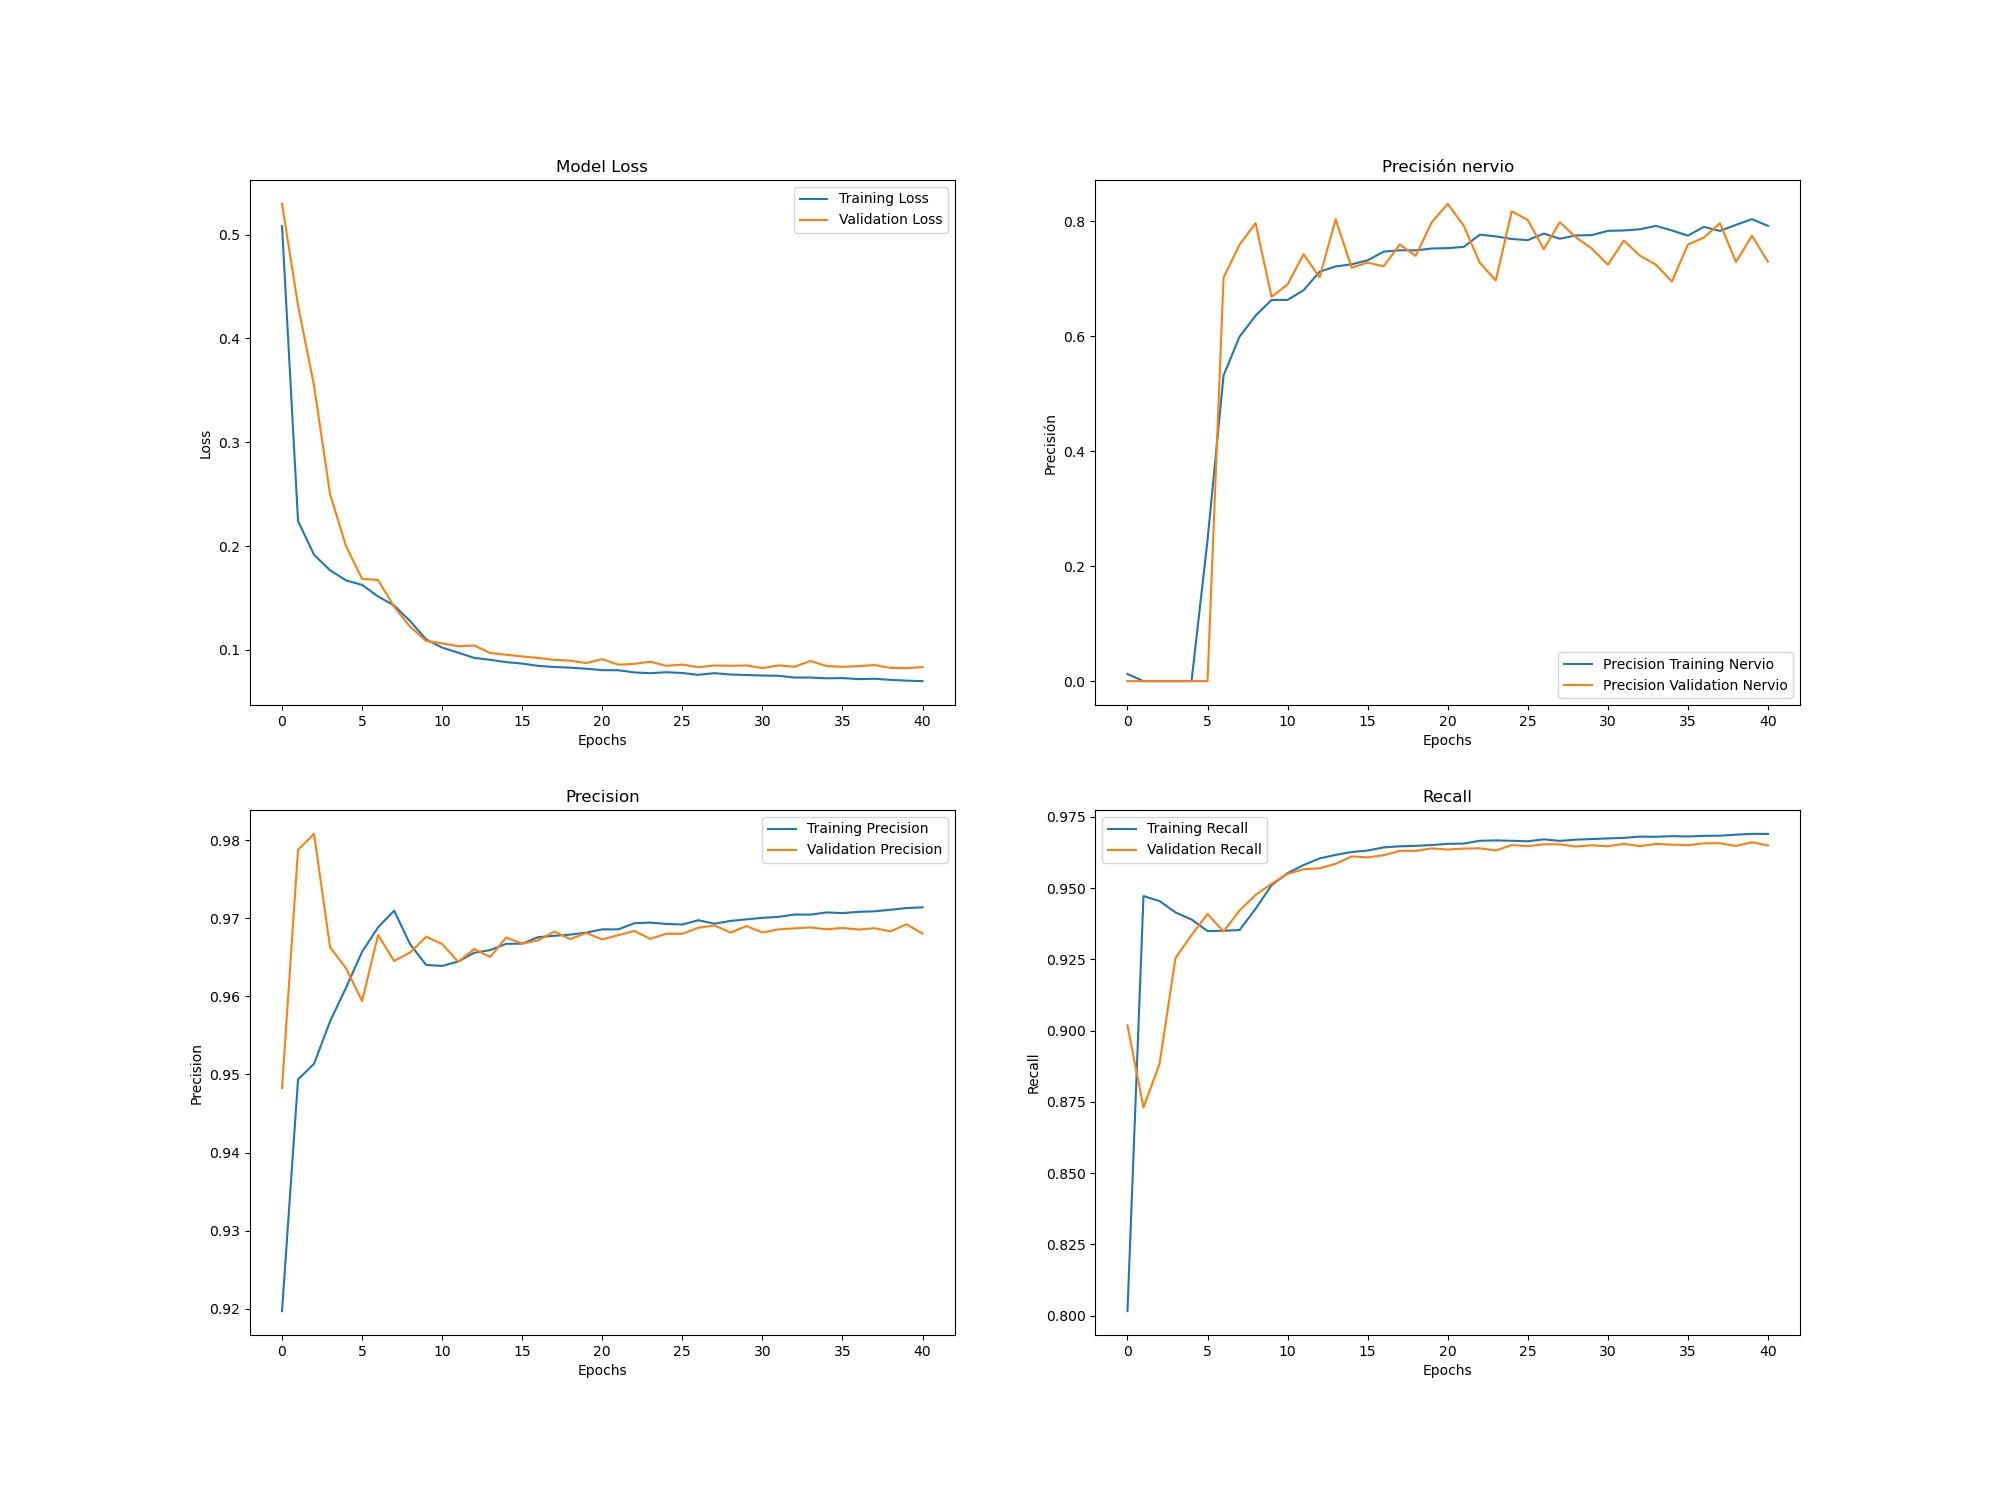 Model Loss
Training Loss
Validation Loss
0.5
0.4
0.3
0.2
0.1
Loss
0 5 10 15 20 25 30 35 40
Epochs
Precisión nervio
0.8
0.6
0.4
0.2
0.0
Precisión
Precision Training Nervio
Precision Validation Nervio
0 5 10 15 20 25 30 35 40
Epochs
Precision
Training Precision
Validation Precision
0.98
0.97
0.96
0.95
0.94
0.93
0.92
Precision
0 5 10 15 20 25 30 35 40
Epochs
Recall
Training Recall
Validation Recall
0.975
0.950
0.925
0.900
0.875
0.850
0.825
0.800
Recall
0 5 10 15 20 25 30 35 40
Epochs